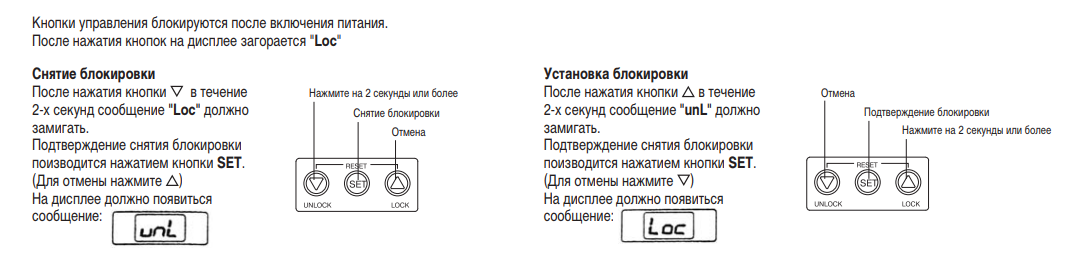 Кнопки управления блокируются после включения питания.
После нажатия кнопок на дисплее загорается "Loc"
Снятие блокировки
После нажатия кнопки ▽ в течение
2-х секунд сообщение "Loc" должно
замигать.
Подтверждение снятия блокировки
поизводится нажатием кнопки SET.
(Для отмены нажмите △)
На дисплее должно появиться
сообщение:
unL
Нажмите на 2 секунды или более
Снятие блокировки
Отмена
RESET
SET
UNLOCK
LOCK
Установка блокировки
После нажатия кнопки △ в течение
2-х секунд сообщение "unL" должно
замигать.
Подтверждение снятия блокировки
поизводится нажатием кнопки SET.
(Для отмены нажмите ▽)
На дисплее должно появиться
сообщение:
Loc
Отмена
Подтверждение блокировки
Нажмите на 2 секунды или более
RESET
SET
UNLOCK
LOCK